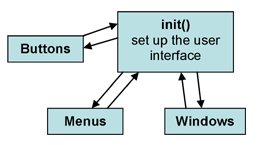 init()
set up the user
interface
Buttons
Menus
Windows